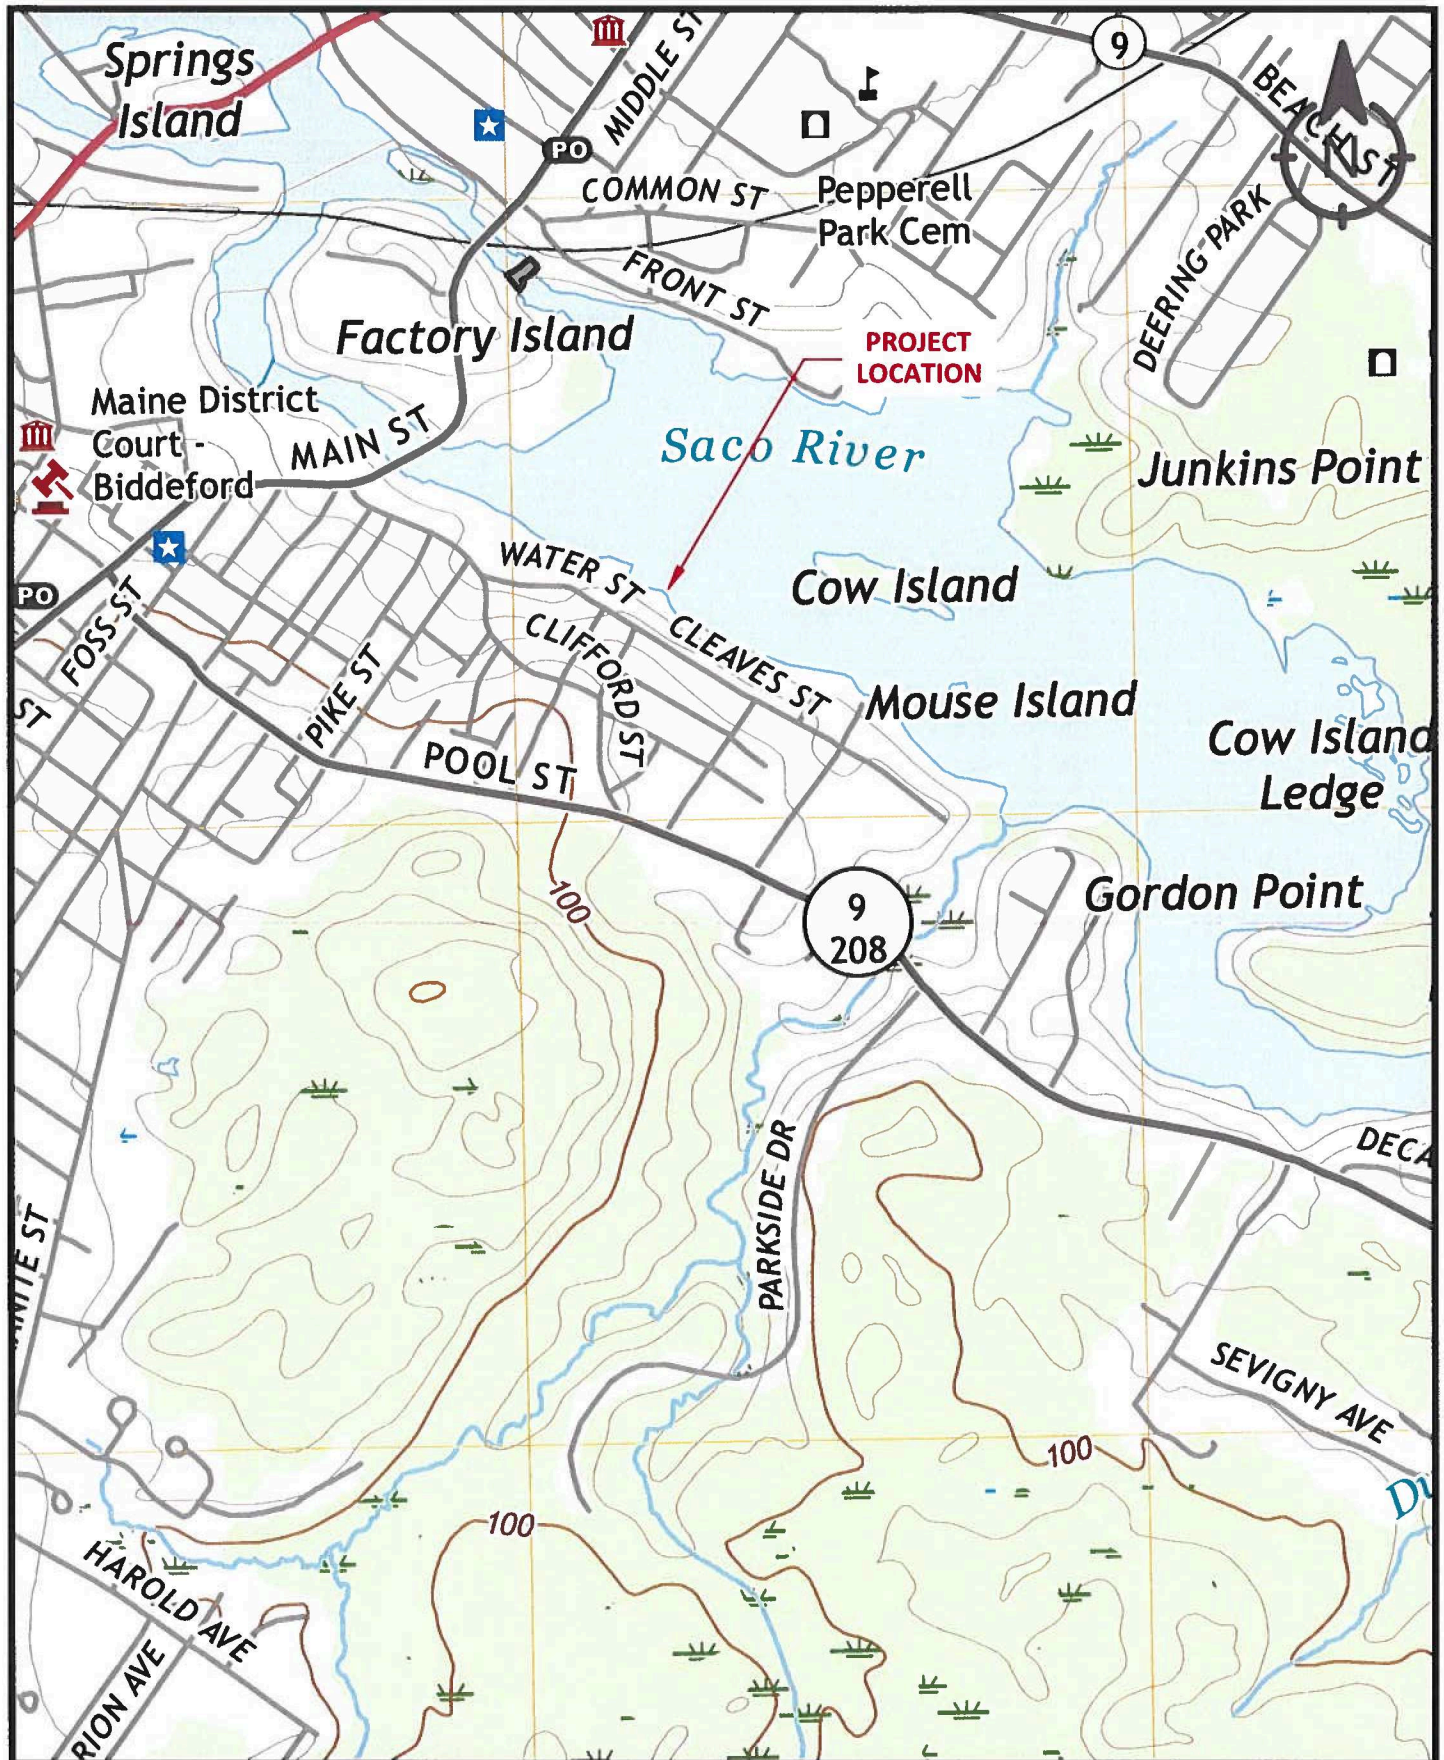 Springs
Island
MIDDLE ST
9
BEACH ST
N
PO
COMMON ST
Pepperell
Park Cem
DEERING PARK
FRONT ST
Factory Island
PROJECT
LOCATION
Maine District
Court -
Biddeford
MAIN ST
Saco River
Junkins Point
WATER ST
Cow Island
PO
FOSS ST
CLIFFORD ST
CLEAVES ST
PIKE ST
ST
Mouse Island
Cow Island
Ledge
POOL ST
100
9
208
Gordon Point
PARKSIDE DR
DECA
ANITE ST
SEVIGNY AVE
100
100
Du
HAROLD AVE
RION AVE